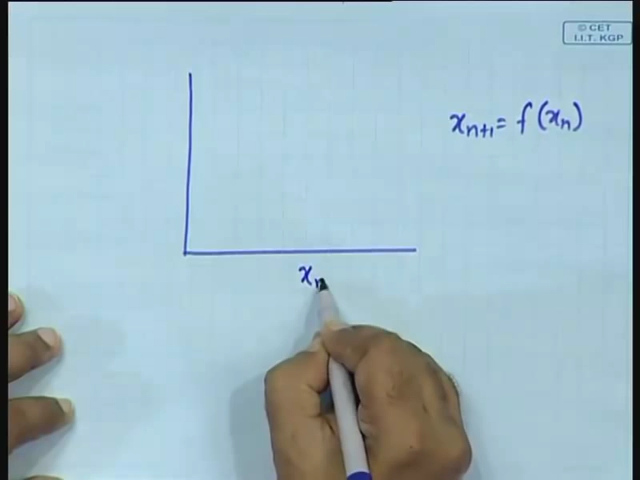 © CET
I.I.T. KGP
xₙ₊₁ = f(xₙ)
xₙ